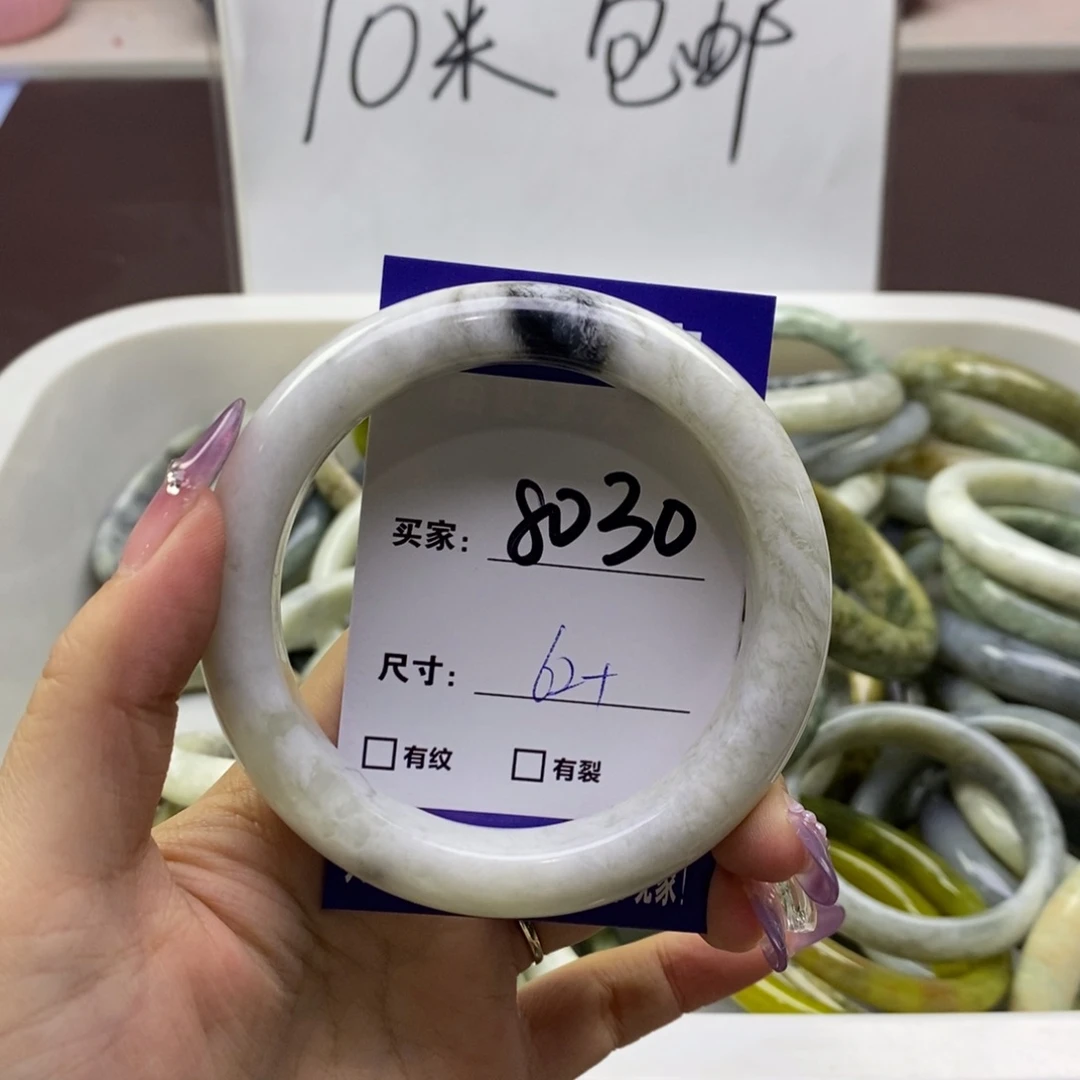 10米 包邮
买家: 8030
尺寸: 62+
□有纹 □有裂